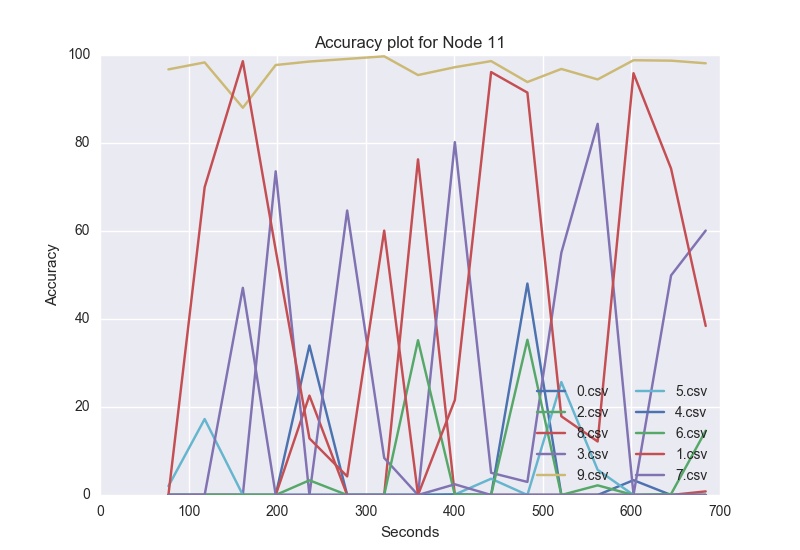 Accuracy plot for Node 11
100
80
60
40
20
0
Accuracy
0.csv 5.csv
2.csv 4.csv
8.csv 6.csv
3.csv 1.csv
9.csv 7.csv
0 100 200 300 400 500 600 700
Seconds